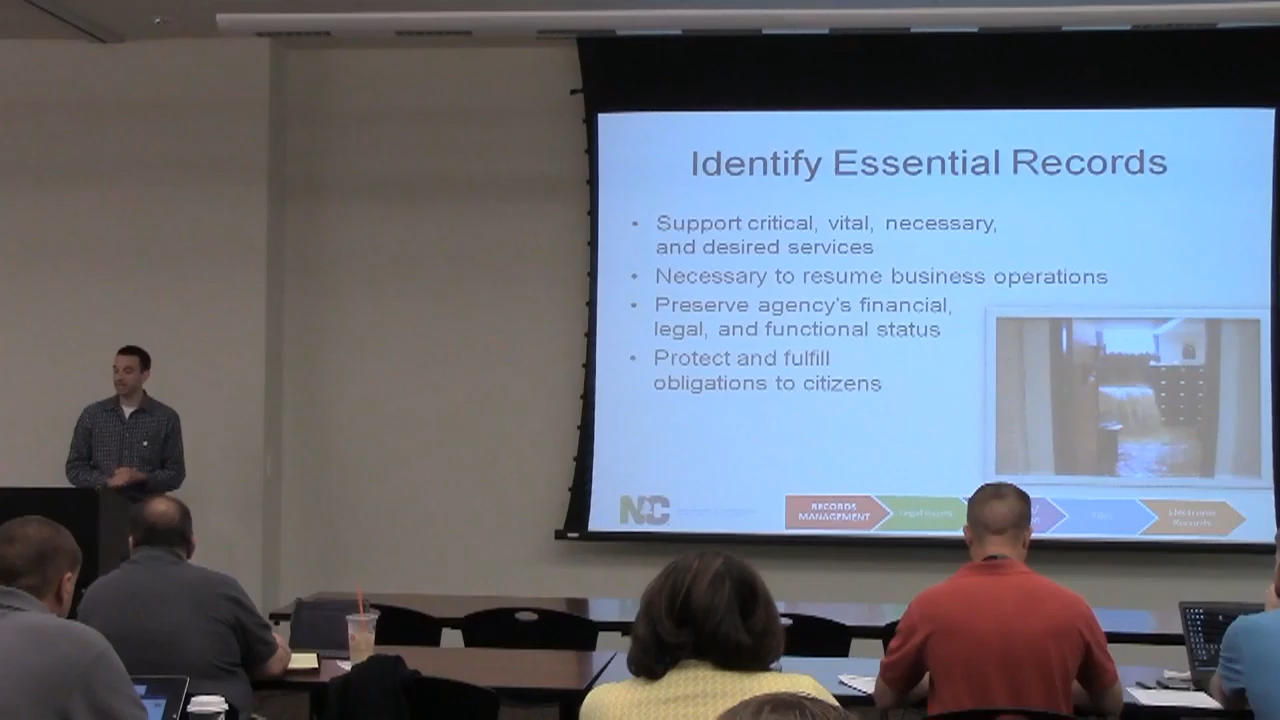 Identify Essential Records
• Support critical, vital, necessary,
and desired services
• Necessary to resume business operations
• Preserve agency's financial,
legal, and functional status
• Protect and fulfill
obligations to citizens
NC
RECORDS
MANAGEMENT
Electronic
Records